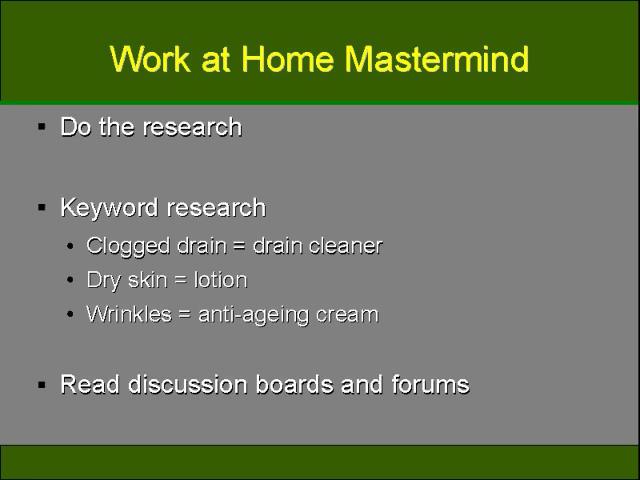 Work at Home Mastermind
▪ Do the research
▪ Keyword research
• Clogged drain = drain cleaner
• Dry skin = lotion
• Wrinkles = anti-ageing cream
▪ Read discussion boards and forums